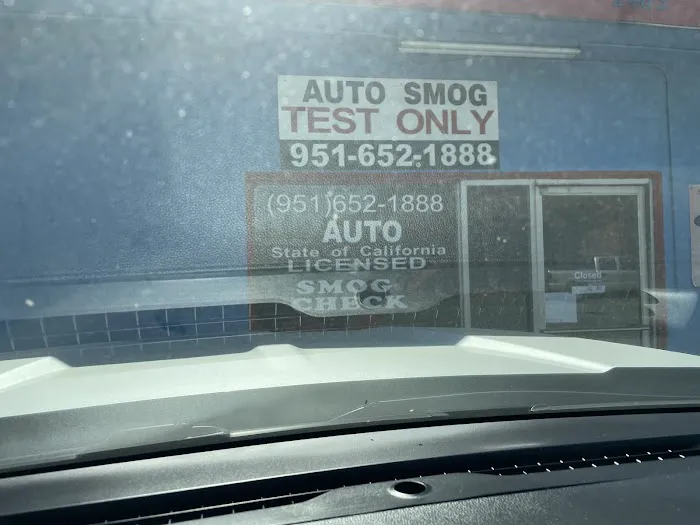 AUTO SMOG
TEST ONLY
951-652-1888
(951)652-1888
AUTO
State of California
LICENSED
SMOG
CHECK
Closed